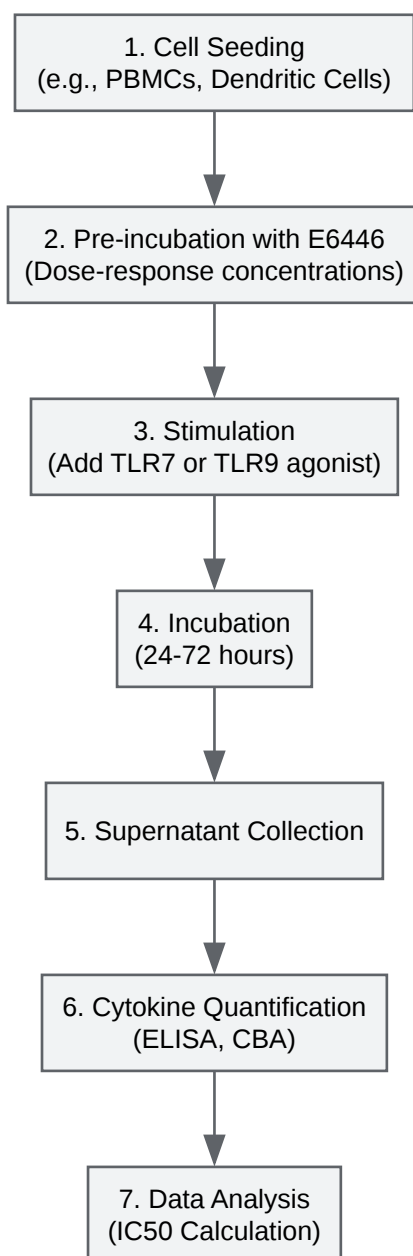 1. Cell Seeding
(e.g., PBMCs, Dendritic Cells)
2. Pre-incubation with E6446
(Dose-response concentrations)
3. Stimulation
(Add TLR7 or TLR9 agonist)
4. Incubation
(24-72 hours)
5. Supernatant Collection
6. Cytokine Quantification
(ELISA, CBA)
7. Data Analysis
(IC50 Calculation)